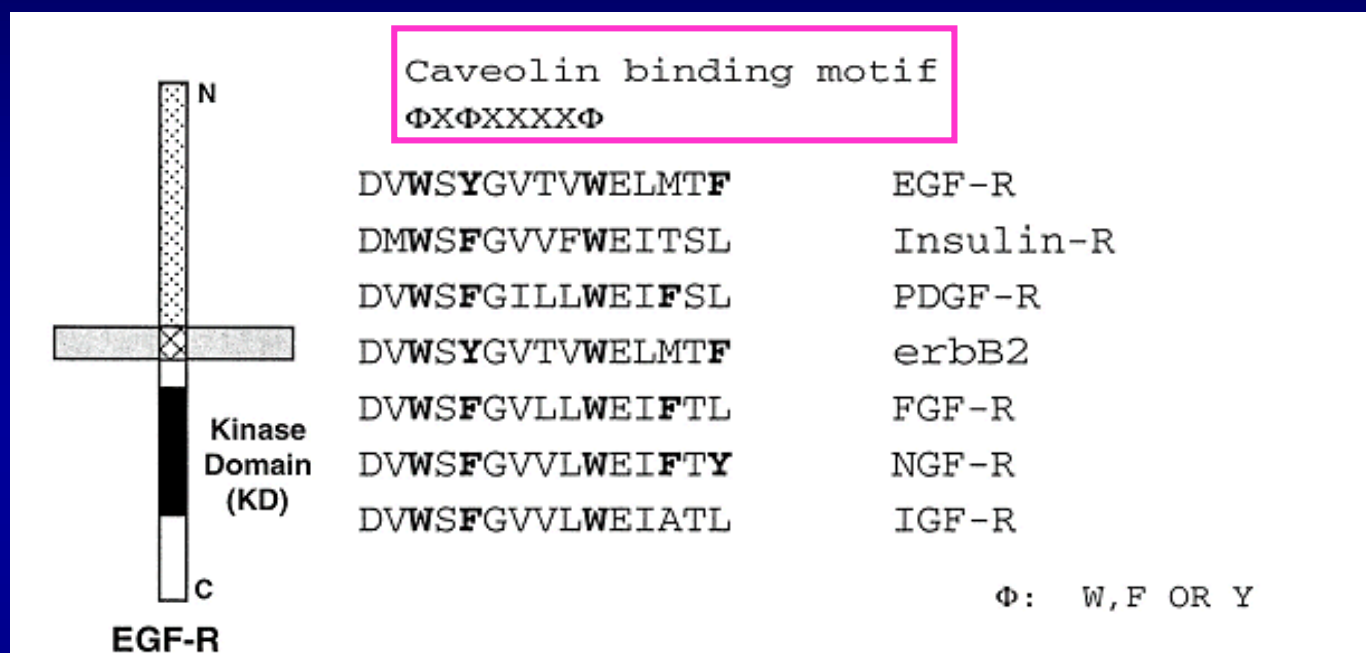 Caveolin binding motif
ΦXΦXXXXΦ
N
DVWSYGVTVWELMTF EGF-R
DMWSFGVVFWEITSL Insulin-R
DVWSFGILLWEIFSL PDGF-R
DVWSYGVTVWELMTF erbB2
DVWSFGVLLWEIFTL FGF-R
DVWSFGVVLWEIFTY NGF-R
DVWSFGVVLWEIATL IGF-R
Kinase
Domain
(KD)
C
EGF-R
Φ: W,F OR Y